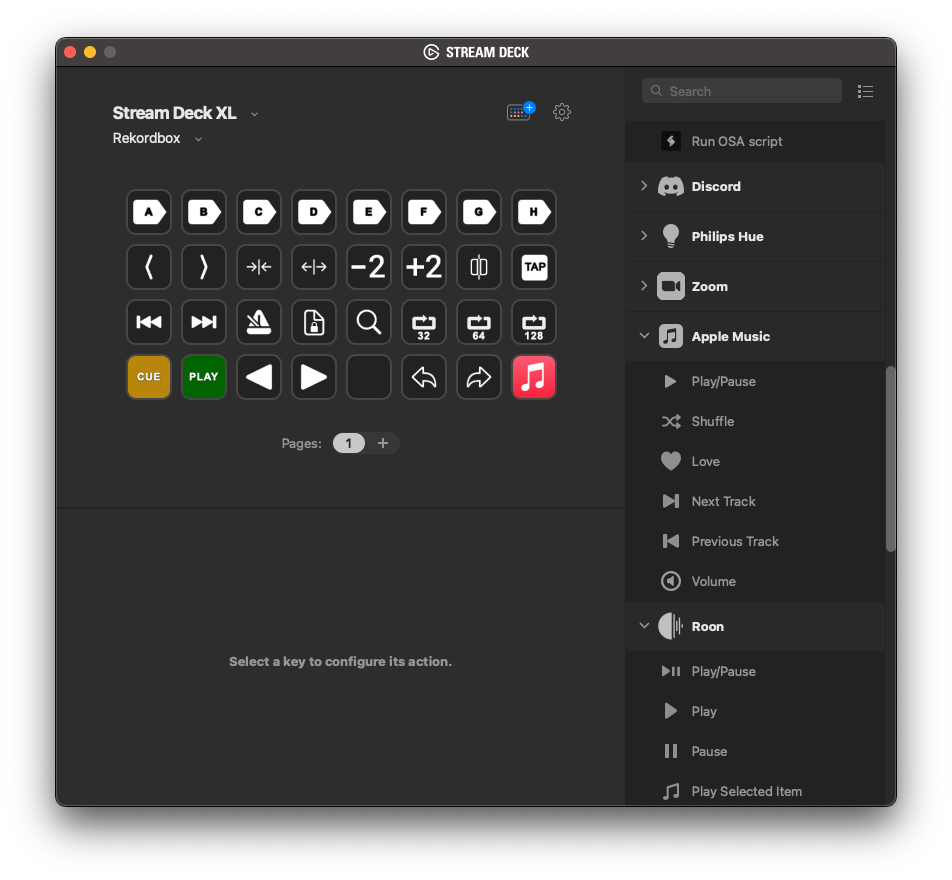 STREAM DECK
Stream Deck XL
Rekordbox
A B C D E F G H
−2 +2 TAP
32 64 128
CUE PLAY
Pages: 1 +
Select a key to configure its action.
Search
Run OSA script
Discord
Philips Hue
Zoom
Apple Music
Play/Pause
Shuffle
Love
Next Track
Previous Track
Volume
Roon
Play/Pause
Play
Pause
Play Selected Item